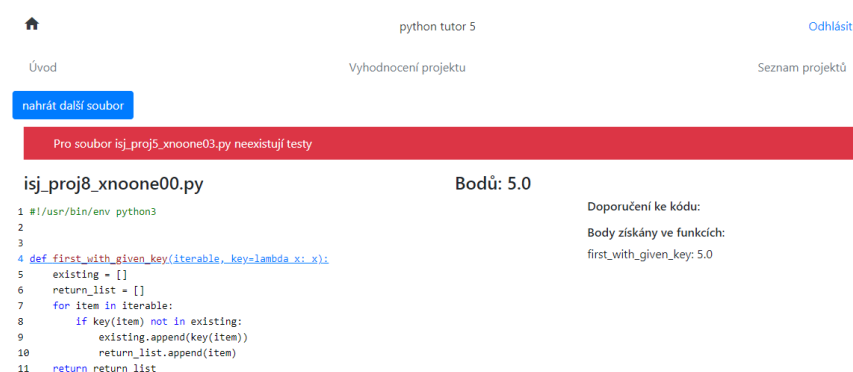 python tutor 5
Odhlásit
Úvod
Vyhodnocení projektu
Seznam projektů
nahrát další soubor
Pro soubor isj_proj5_xnoone03.py neexistují testy
isj_proj8_xnoone00.py
Bodů: 5.0
1 #!/usr/bin/env python3
2
3
4 def first_with_given_key(iterable, key=lambda x: x):
5     existing = []
6     return_list = []
7     for item in iterable:
8         if key(item) not in existing:
9             existing.append(key(item))
10             return_list.append(item)
11     return return_list
Doporučení ke kódu:
Body získány ve funkcích:
first_with_given_key: 5.0